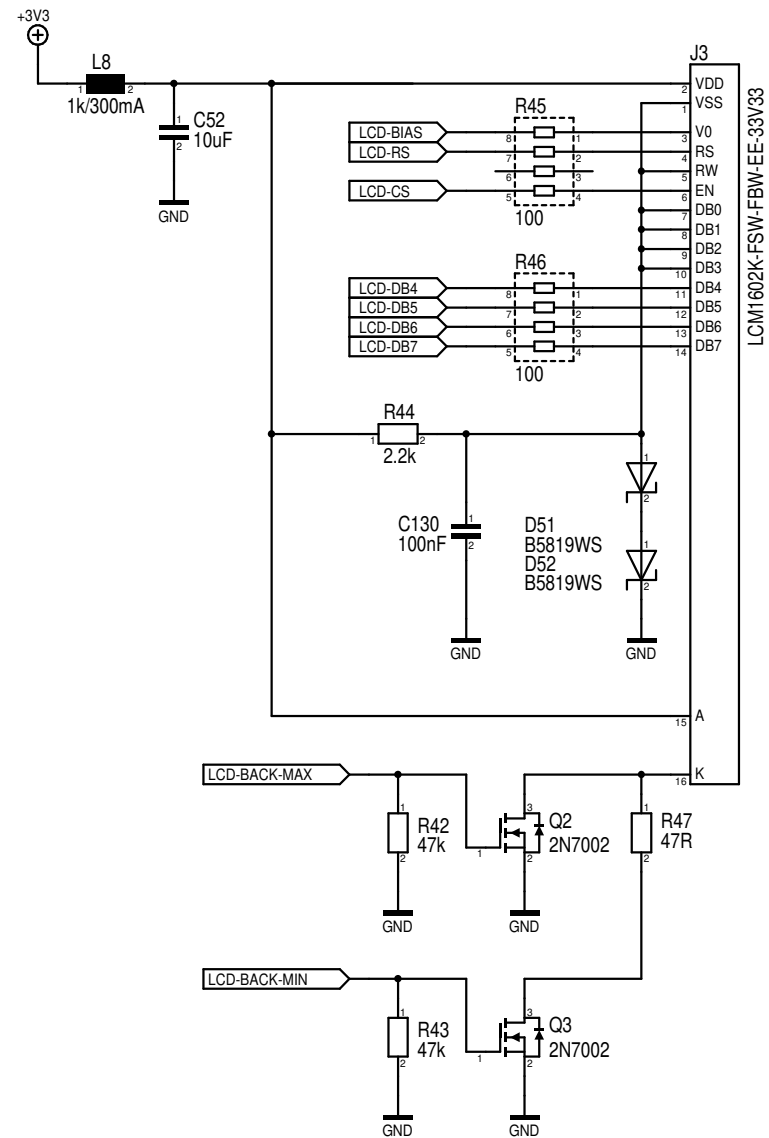 +3V3
L8
1 2
1k/300mA
1
C52
10uF
2
GND
J3
LCM1602K-FSW-FBW-EE-33V33
2 VDD
1 VSS
R45
LCD-BIAS 8 1 3 V0
LCD-RS 7 2 4 RS
6 3 5 RW
LCD-CS 5 4 6 EN
100
7 DB0
8 DB1
9 DB2
10 DB3
R46
LCD-DB4 8 1 11 DB4
LCD-DB5 7 2 12 DB5
LCD-DB6 6 3 13 DB6
LCD-DB7 5 4 14 DB7
100
R44
1 2
2.2k
1
C130
100nF
2
GND
1
2
D51
B5819WS
D52
B5819WS
1
2
GND
15 A
16 K
LCD-BACK-MAX
1
R42
47k
2
GND
3
Q2
2N7002
1 2
GND
1
R47
47R
2
LCD-BACK-MIN
1
R43
47k
2
GND
3
Q3
2N7002
1 2
GND